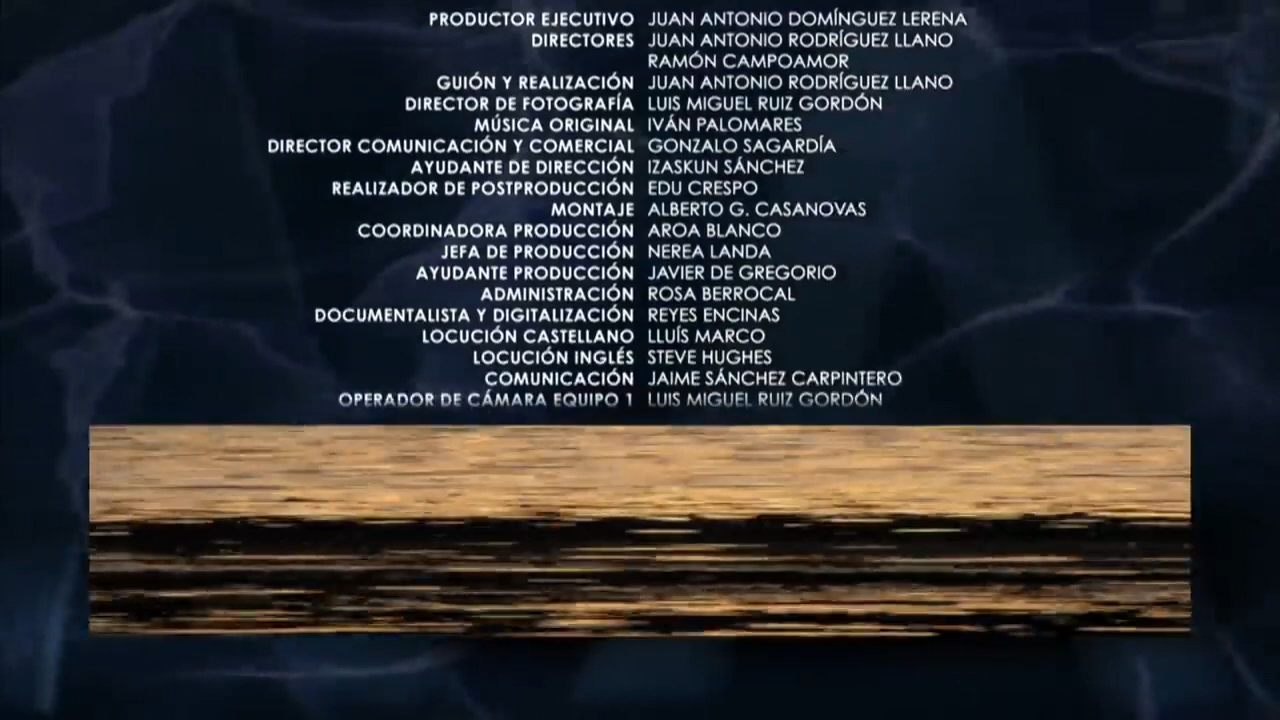 PRODUCTOR EJECUTIVO JUAN ANTONIO DOMÍNGUEZ LERENA
DIRECTORES JUAN ANTONIO RODRÍGUEZ LLANO
RAMÓN CAMPOAMOR
GUIÓN Y REALIZACIÓN JUAN ANTONIO RODRÍGUEZ LLANO
DIRECTOR DE FOTOGRAFÍA LUIS MIGUEL RUIZ GORDÓN
MÚSICA ORIGINAL IVÁN PALOMARES
DIRECTOR COMUNICACIÓN Y COMERCIAL GONZALO SAGARDÍA
AYUDANTE DE DIRECCIÓN IZASKUN SÁNCHEZ
REALIZADOR DE POSTPRODUCCIÓN EDU CRESPO
MONTAJE ALBERTO G. CASANOVAS
COORDINADORA PRODUCCIÓN AROA BLANCO
JEFA DE PRODUCCIÓN NEREA LANDA
AYUDANTE PRODUCCIÓN JAVIER DE GREGORIO
ADMINISTRACIÓN ROSA BERROCAL
DOCUMENTALISTA Y DIGITALIZACIÓN REYES ENCINAS
LOCUCIÓN CASTELLANO LLUÍS MARCO
LOCUCIÓN INGLÉS STEVE HUGHES
COMUNICACIÓN JAIME SÁNCHEZ CARPINTERO
OPERADOR DE CÁMARA EQUIPO 1 LUIS MIGUEL RUIZ GORDÓN